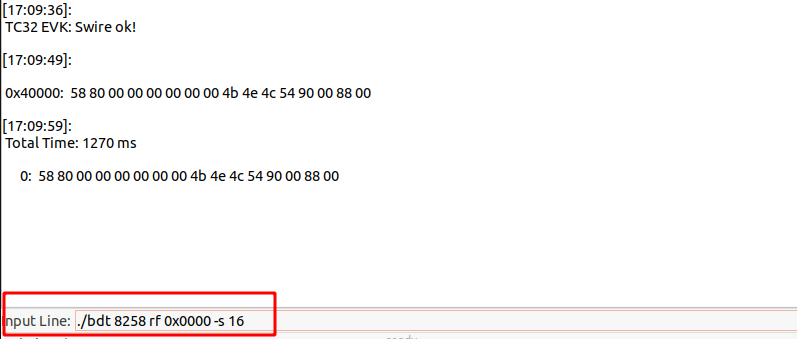 [17:09:36]:
TC32 EVK: Swire ok!
[17:09:49]:
0x40000: 58 80 00 00 00 00 00 00 4b 4e 4c 54 90 00 88 00
[17:09:59]:
Total Time: 1270 ms
0: 58 80 00 00 00 00 00 00 4b 4e 4c 54 90 00 88 00
Input Line: ./bdt 8258 rf 0x0000 -s 16